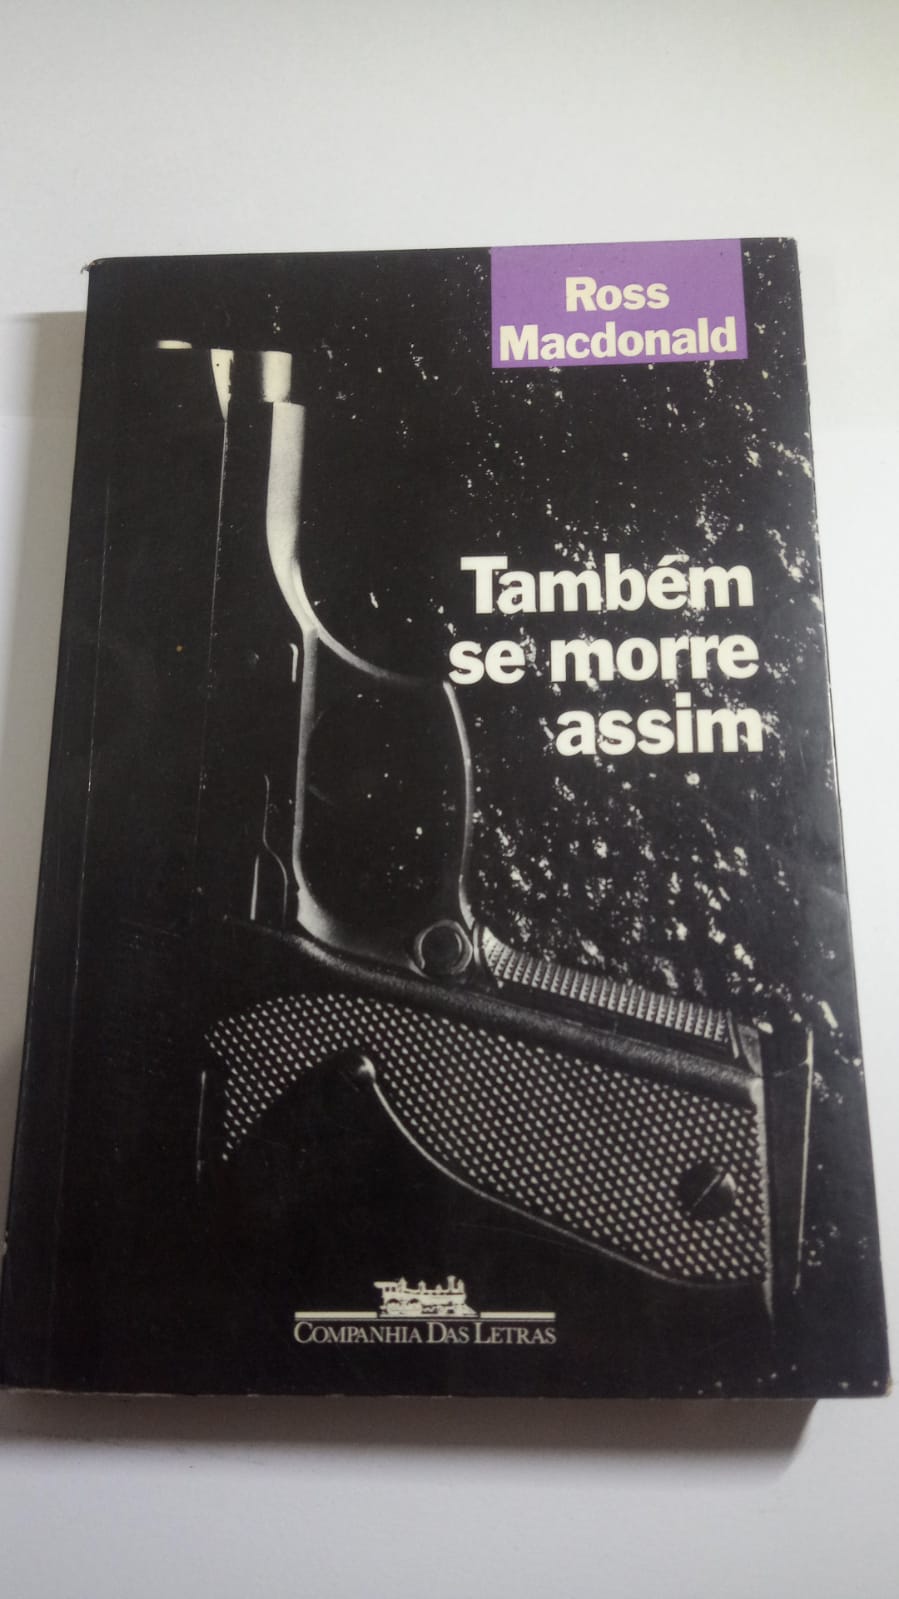 Ross
Macdonald
Também
se morre
assim
COMPANHIA DAS LETRAS